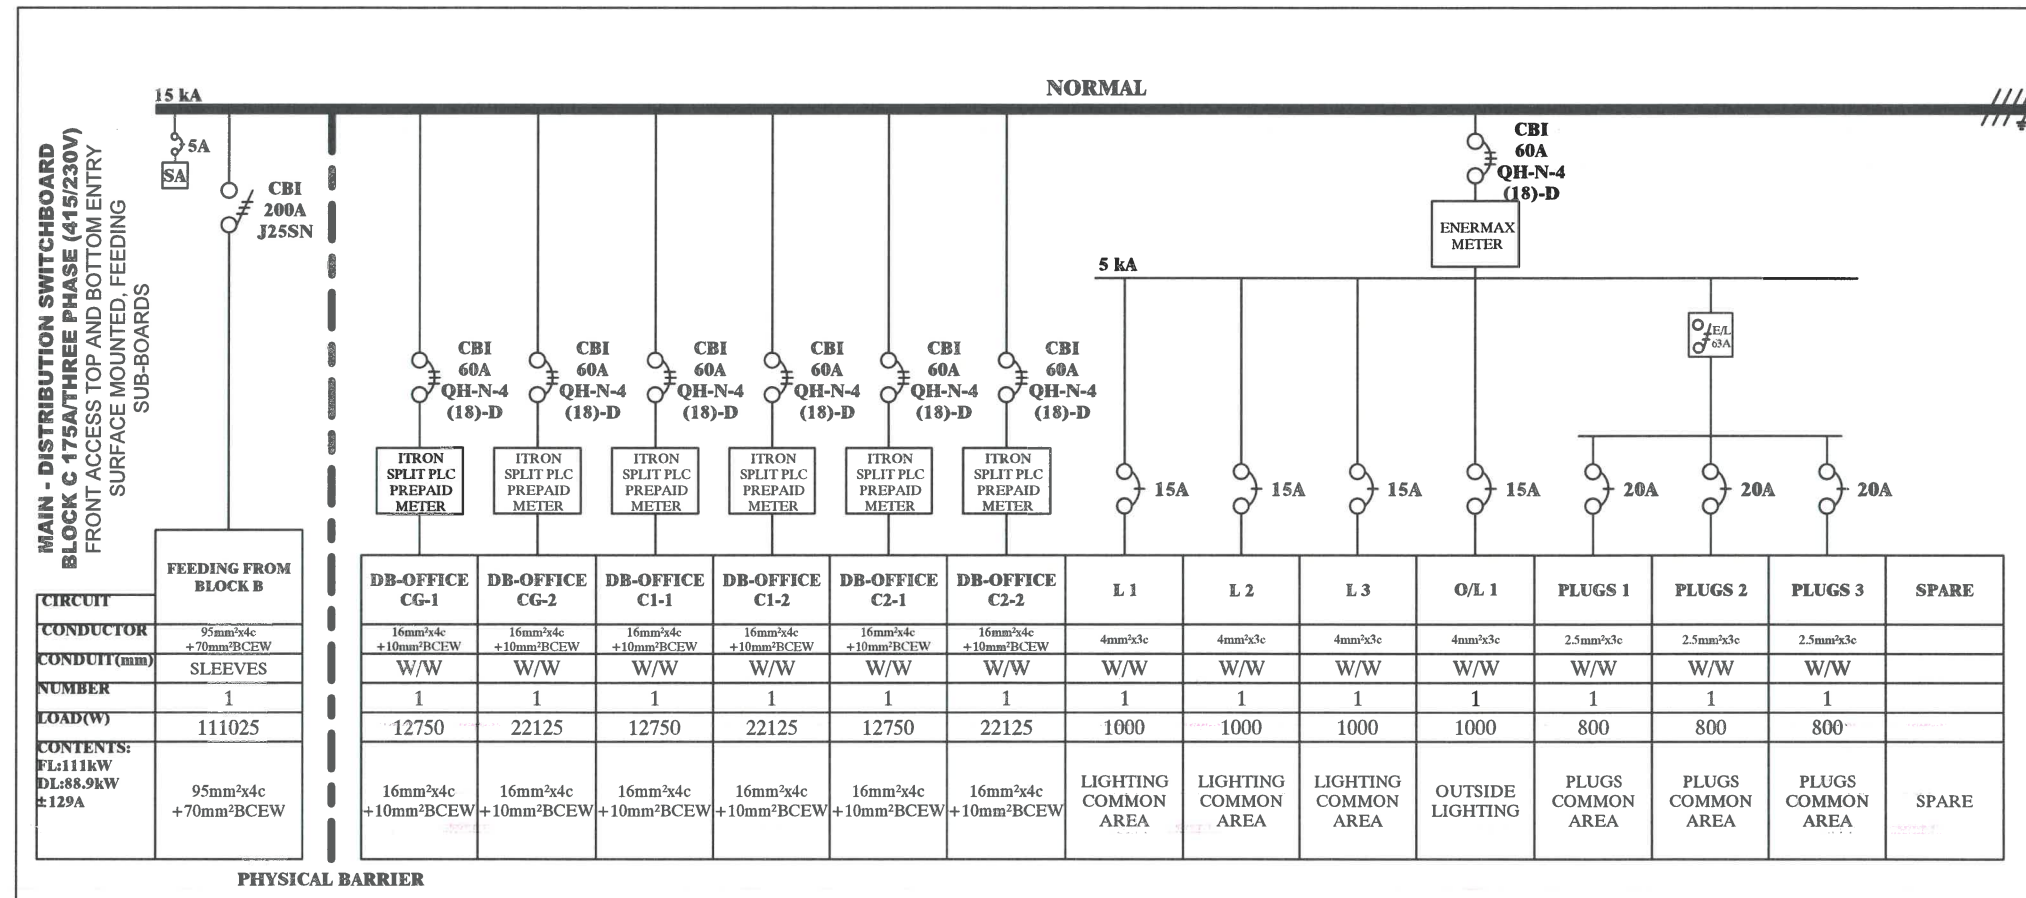 NORMAL
15 kA
5A
SA
CBI
200A
J25SN
MAIN - DISTRIBUTION SWITCHBOARD
BLOCK C 175A/THREE PHASE (415/230V)
FRONT ACCESS TOP AND BOTTOM ENTRY
SURFACE MOUNTED, FEEDING
SUB-BOARDS
CBI
60A
QH-N-4
(18)-D
CBI
60A
QH-N-4
(18)-D
CBI
60A
QH-N-4
(18)-D
CBI
60A
QH-N-4
(18)-D
CBI
60A
QH-N-4
(18)-D
CBI
60A
QH-N-4
(18)-D
CBI
60A
QH-N-4
(18)-D
ENERMAX
METER
5 kA
E/L
63A
ITRON
SPLIT PLC
PREPAID
METER
ITRON
SPLIT PLC
PREPAID
METER
ITRON
SPLIT PLC
PREPAID
METER
ITRON
SPLIT PLC
PREPAID
METER
ITRON
SPLIT PLC
PREPAID
METER
ITRON
SPLIT PLC
PREPAID
METER
15A 15A 15A 15A 20A 20A 20A
CIRCUIT
FEEDING FROM
BLOCK B
DB-OFFICE
CG-1
DB-OFFICE
CG-2
DB-OFFICE
C1-1
DB-OFFICE
C1-2
DB-OFFICE
C2-1
DB-OFFICE
C2-2
L 1
L 2
L 3
O/L 1
PLUGS 1
PLUGS 2
PLUGS 3
SPARE
CONDUCTOR
95mm²x4c
+70mm²BCEW
16mm²x4c
+10mm²BCEW
16mm²x4c
+10mm²BCEW
16mm²x4c
+10mm²BCEW
16mm²x4c
+10mm²BCEW
16mm²x4c
+10mm²BCEW
16mm²x4c
+10mm²BCEW
4mm²x3c
4mm²x3c
4mm²x3c
4mm²x3c
2.5mm²x3c
2.5mm²x3c
2.5mm²x3c
CONDUIT(mm) SLEEVES W/W W/W W/W W/W W/W W/W W/W W/W W/W W/W W/W W/W W/W
NUMBER 1 1 1 1 1 1 1 1 1 1 1 1 1 1
LOAD(W) 111025 12750 22125 12750 22125 12750 22125 1000 1000 1000 1000 800 800 800
CONTENTS:
FL:111kW
DL:88.9kW
±129A
95mm²x4c
+70mm²BCEW
16mm²x4c
+10mm²BCEW
16mm²x4c
+10mm²BCEW
16mm²x4c
+10mm²BCEW
16mm²x4c
+10mm²BCEW
16mm²x4c
+10mm²BCEW
16mm²x4c
+10mm²BCEW
LIGHTING
COMMON
AREA
LIGHTING
COMMON
AREA
LIGHTING
COMMON
AREA
OUTSIDE
LIGHTING
PLUGS
COMMON
AREA
PLUGS
COMMON
AREA
PLUGS
COMMON
AREA
SPARE
PHYSICAL BARRIER